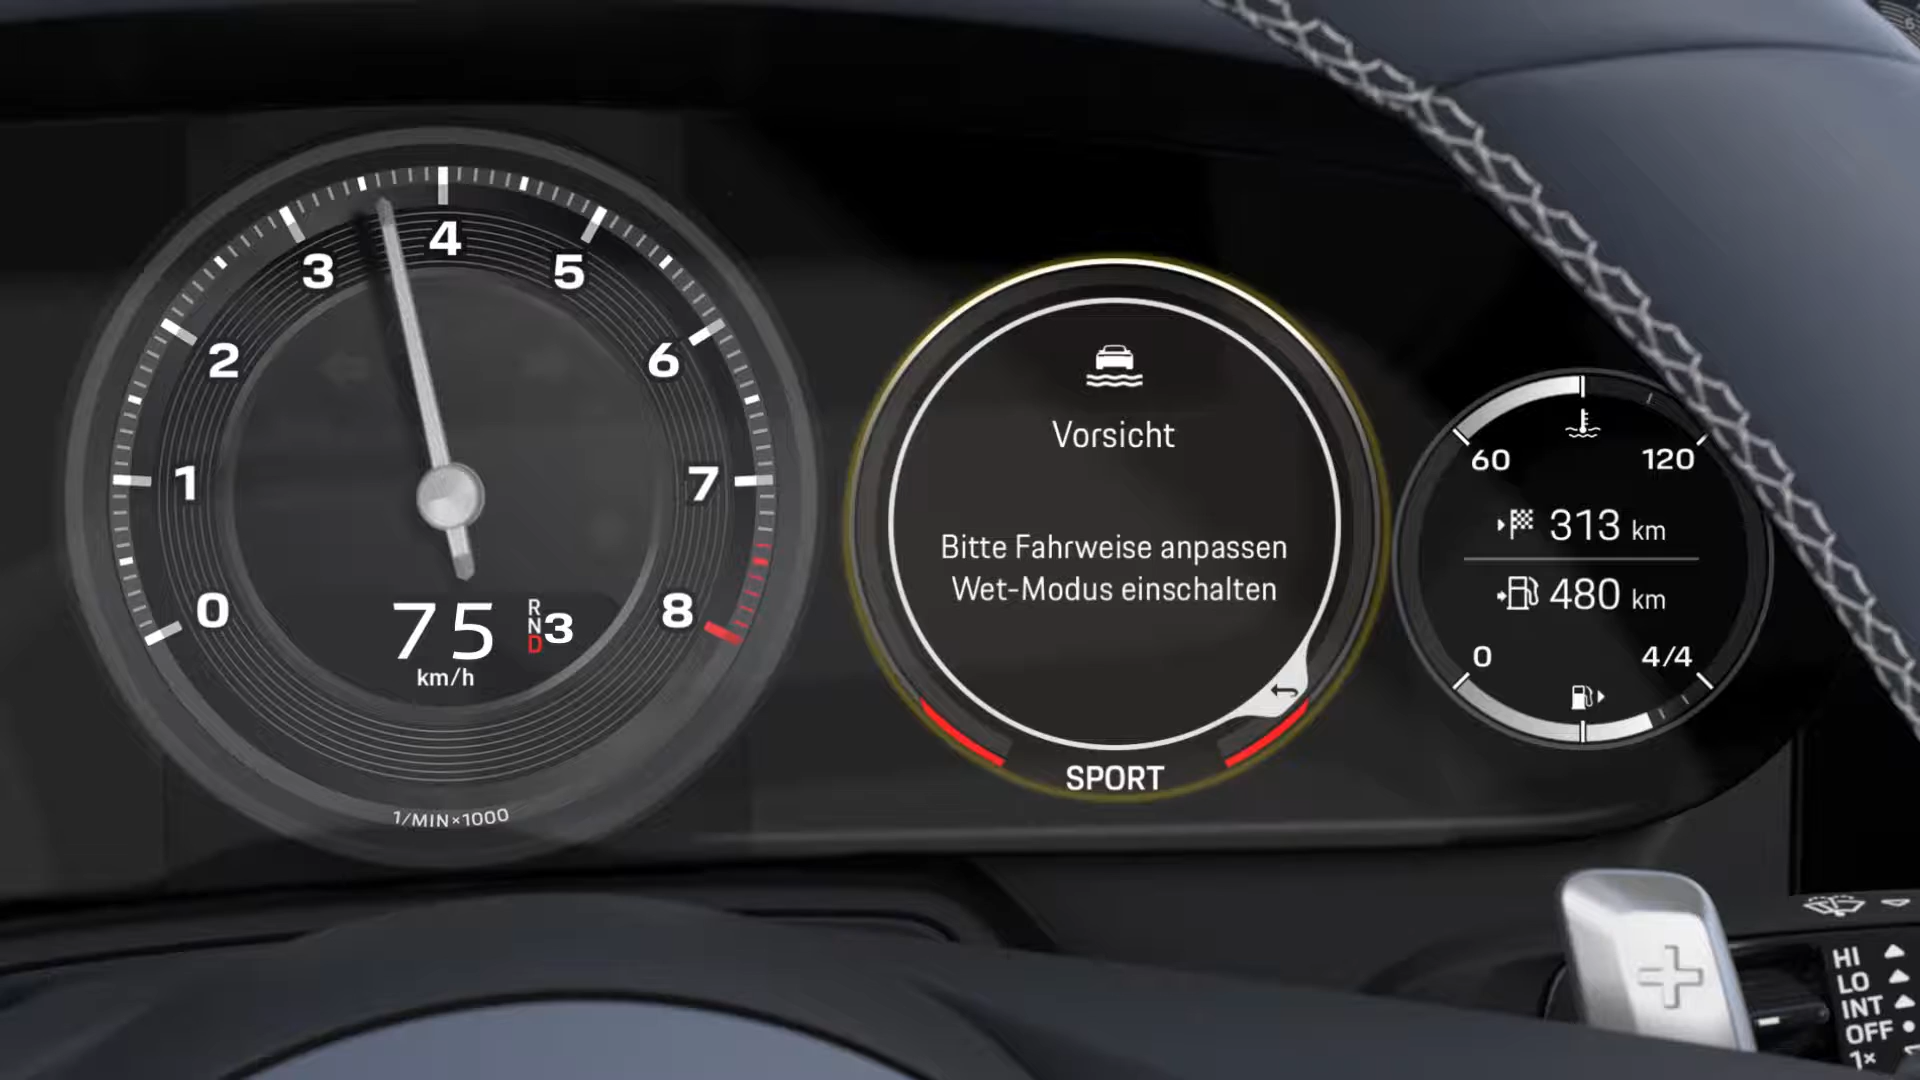 0
1
2
3
4
5
6
7
8
75
km/h
R
N
D
3
1/MIN×1000
Vorsicht
Bitte Fahrweise anpassen
Wet-Modus einschalten
SPORT
60
120
313 km
480 km
0
4/4
HI
LO
INT
OFF
1×